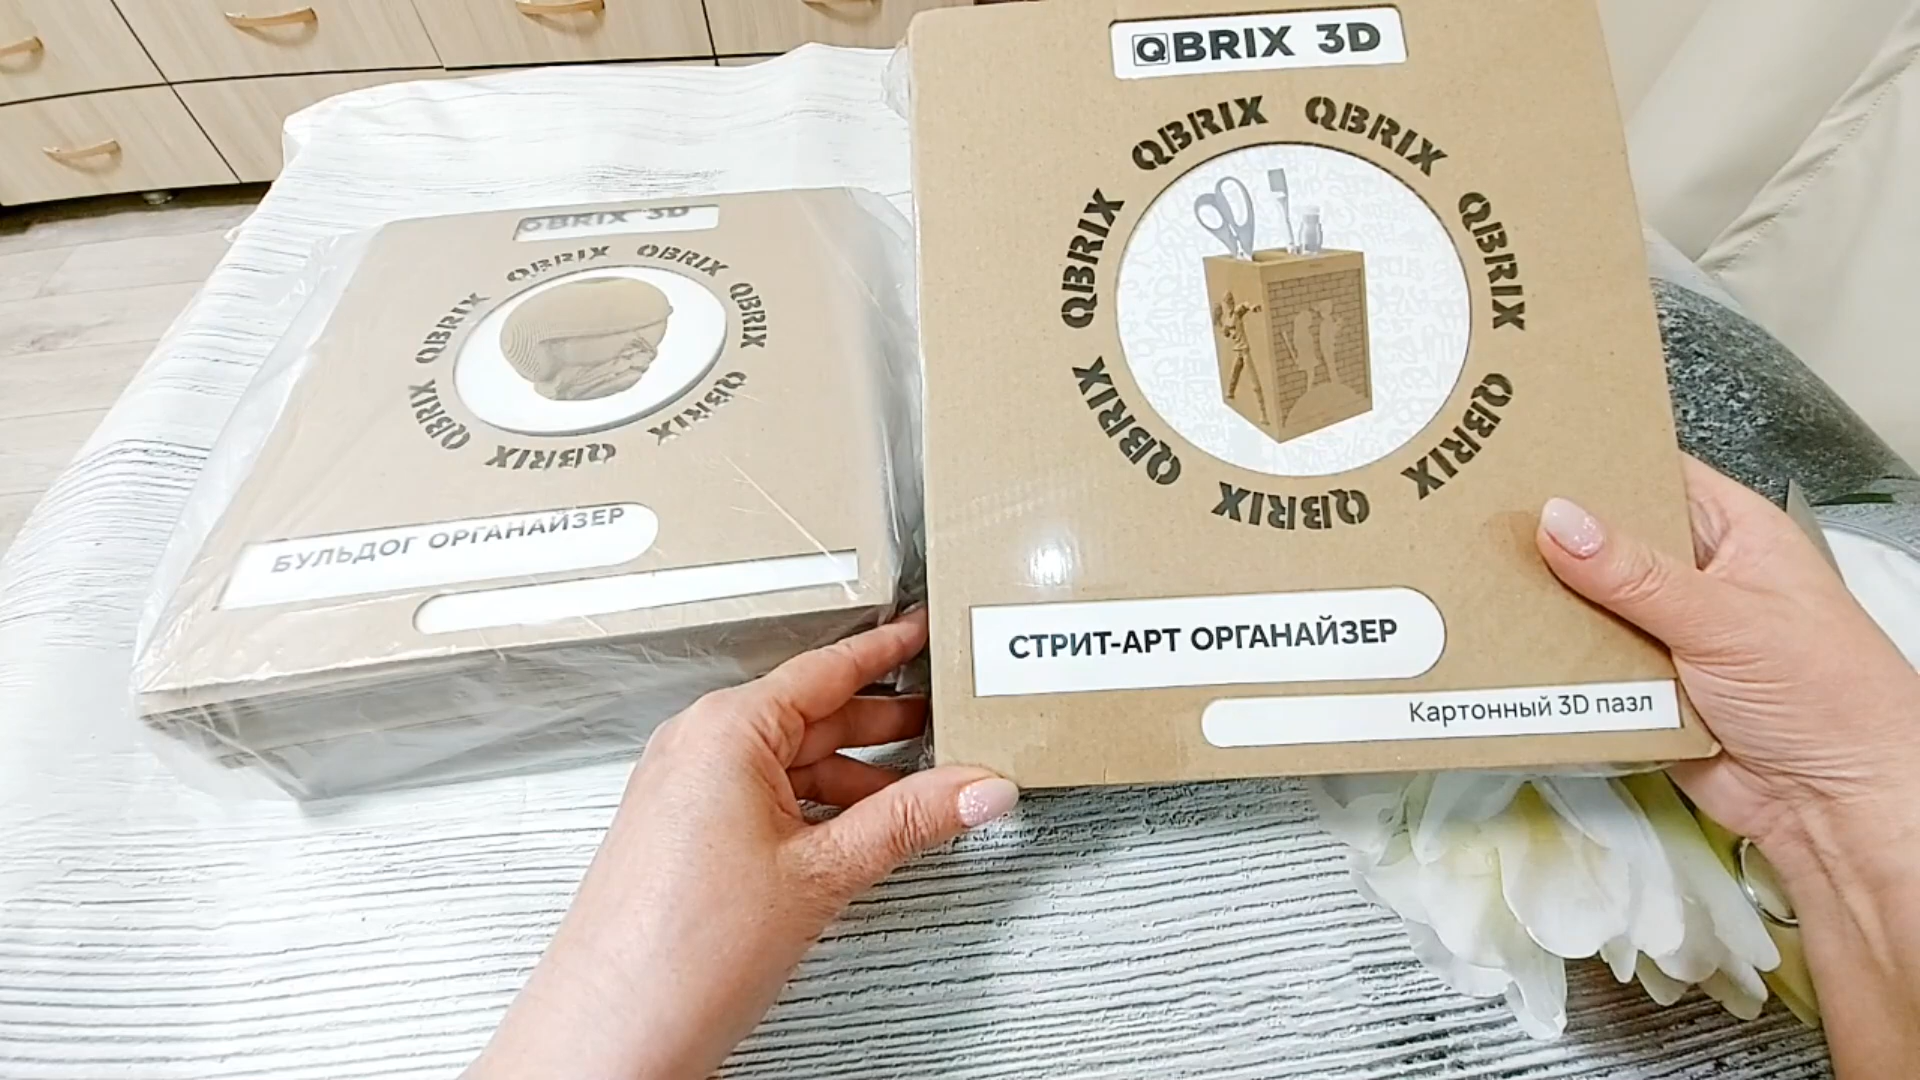 QBRIX 3D
QBRIX QBRIX QBRIX QBRIX QBRIX QBRIX QBRIX
БУЛЬДОГ ОРГАНАЙЗЕР
QBRIX 3D
QBRIX QBRIX QBRIX QBRIX QBRIX QBRIX QBRIX QBRIX
СТРИТ-АРТ ОРГАНАЙЗЕР
Картонный 3D пазл